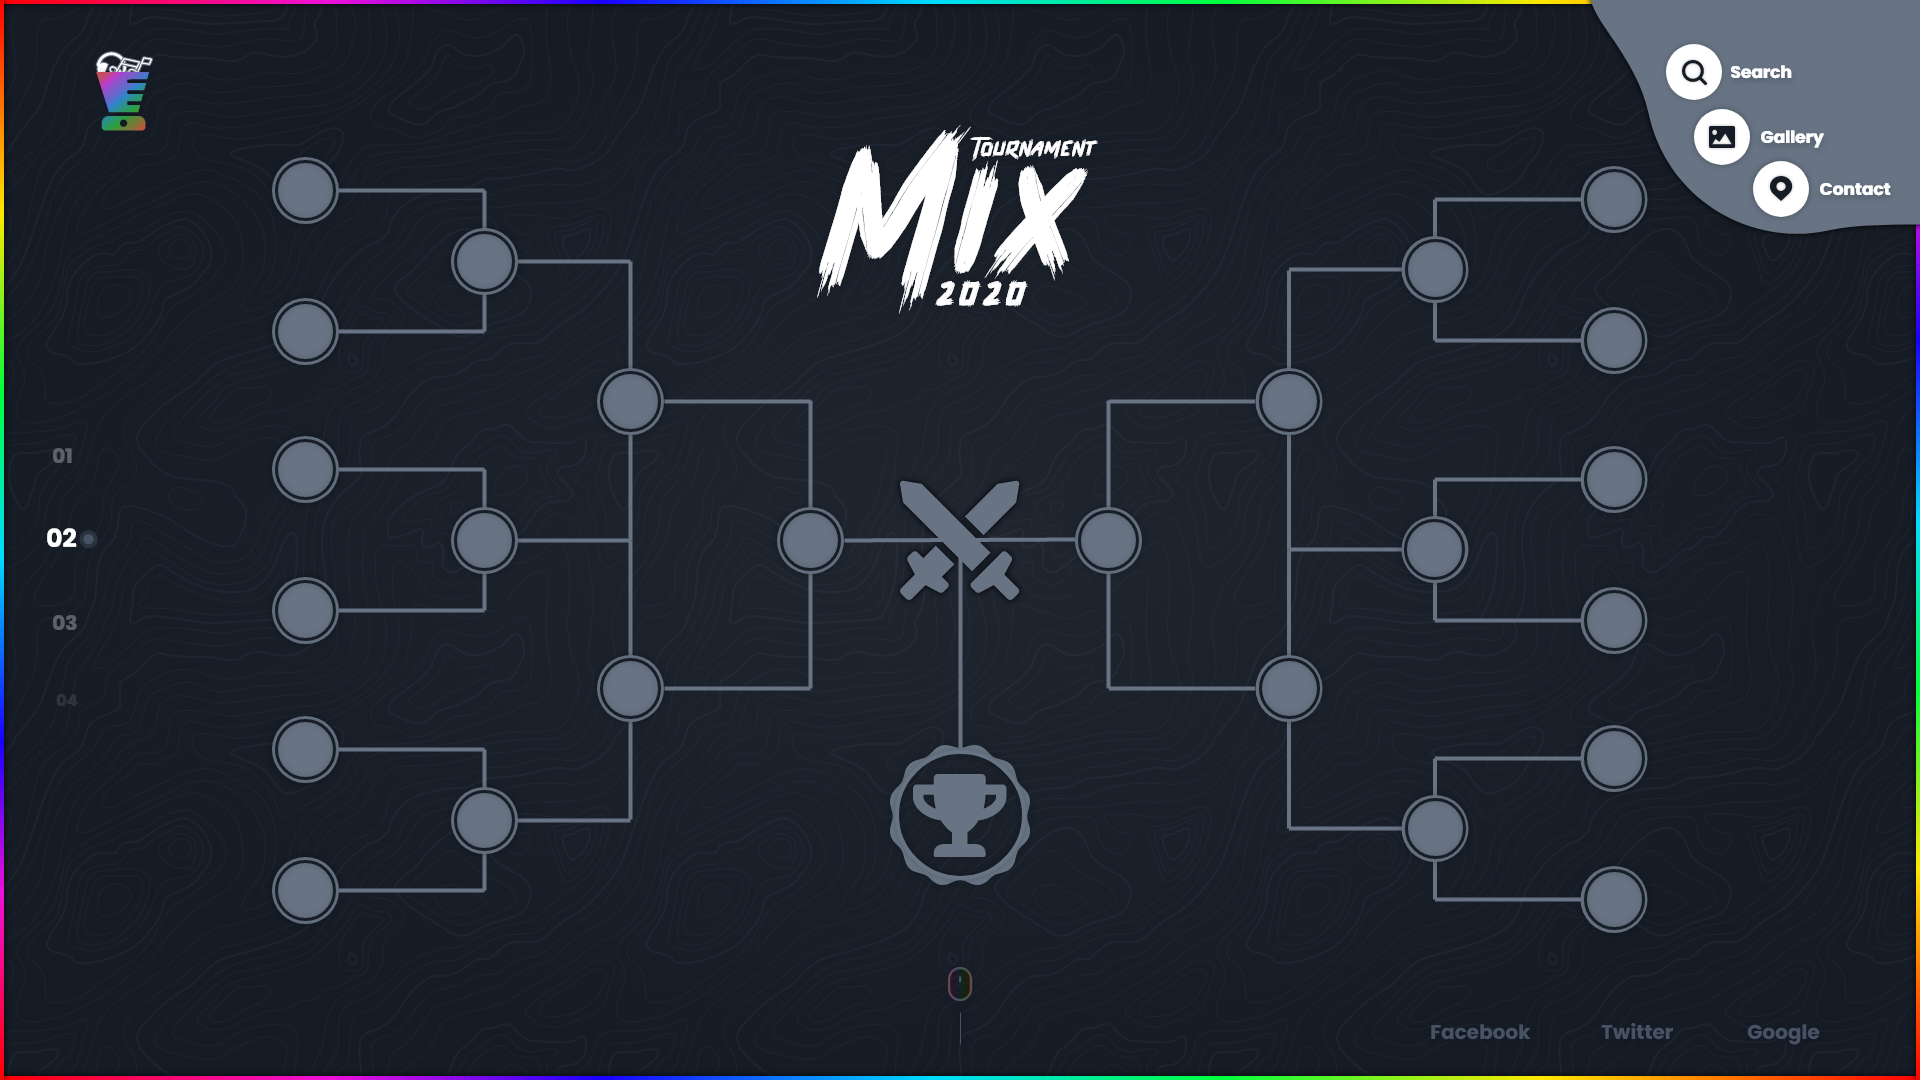 Search
Gallery
Contact
TOURNAMENT
MIX
2020
01
02
03
04
Facebook
Twitter
Google